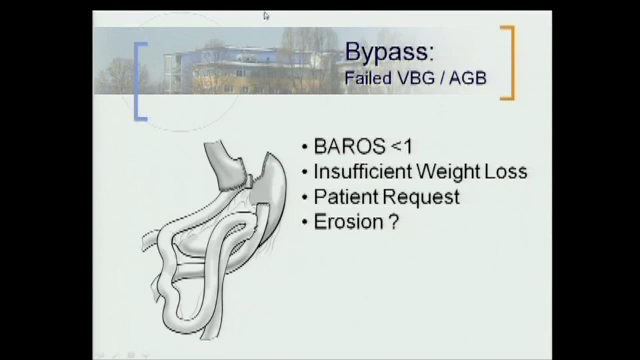 Bypass:
Failed VBG / AGB
• BAROS <1
• Insufficient Weight Loss
• Patient Request
• Erosion ?